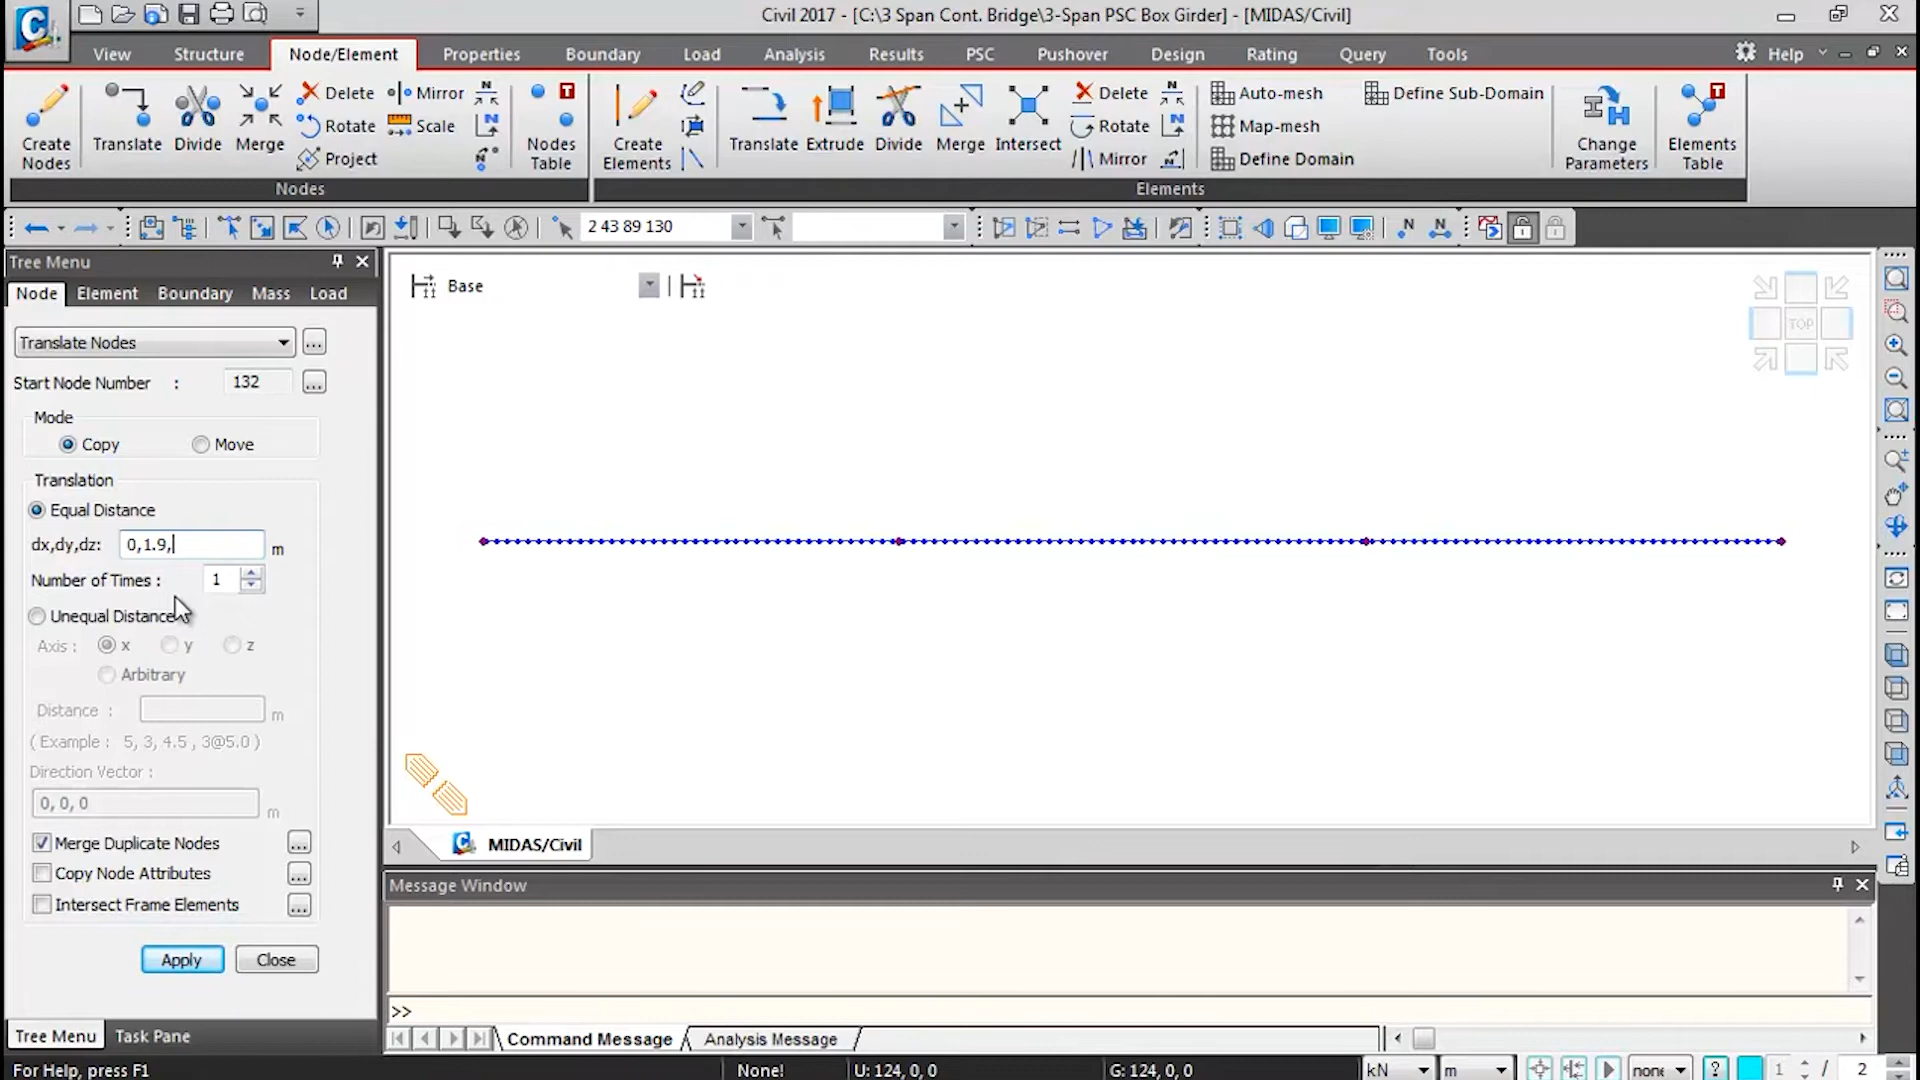 Civil 2017 - [C:\3 Span Cont. Bridge\3-Span PSC Box Girder] - [MIDAS/Civil]
View Structure Node/Element Properties Boundary Load Analysis Results PSC Pushover Design Rating Query Tools Help
Create Nodes
Translate
Divide
Merge
Delete
Rotate
Project
Mirror
Scale
Nodes Table
Create Elements
Translate
Extrude
Divide
Merge
Intersect
Delete
Rotate
Mirror
Auto-mesh
Map-mesh
Define Domain
Define Sub-Domain
Change Parameters
Elements Table
Nodes
Elements
2 43 89 130
Tree Menu
Node Element Boundary Mass Load
Translate Nodes
...
Start Node Number : 132 ...
Mode
Copy Move
Translation
Equal Distance
dx,dy,dz: 0,1.9, m
Number of Times : 1
Unequal Distance
Axis : x y z
Arbitrary
Distance : m
( Example : 5, 3, 4.5 , 3@5.0 )
Direction Vector :
0, 0, 0 m
Merge Duplicate Nodes ...
Copy Node Attributes ...
Intersect Frame Elements ...
Apply Close
Tree Menu Task Pane
Base
TOP
MIDAS/Civil
Message Window
>>
Command Message Analysis Message
For Help, press F1
None! U: 124, 0, 0 G: 124, 0, 0 kN m none ? 1 / 2